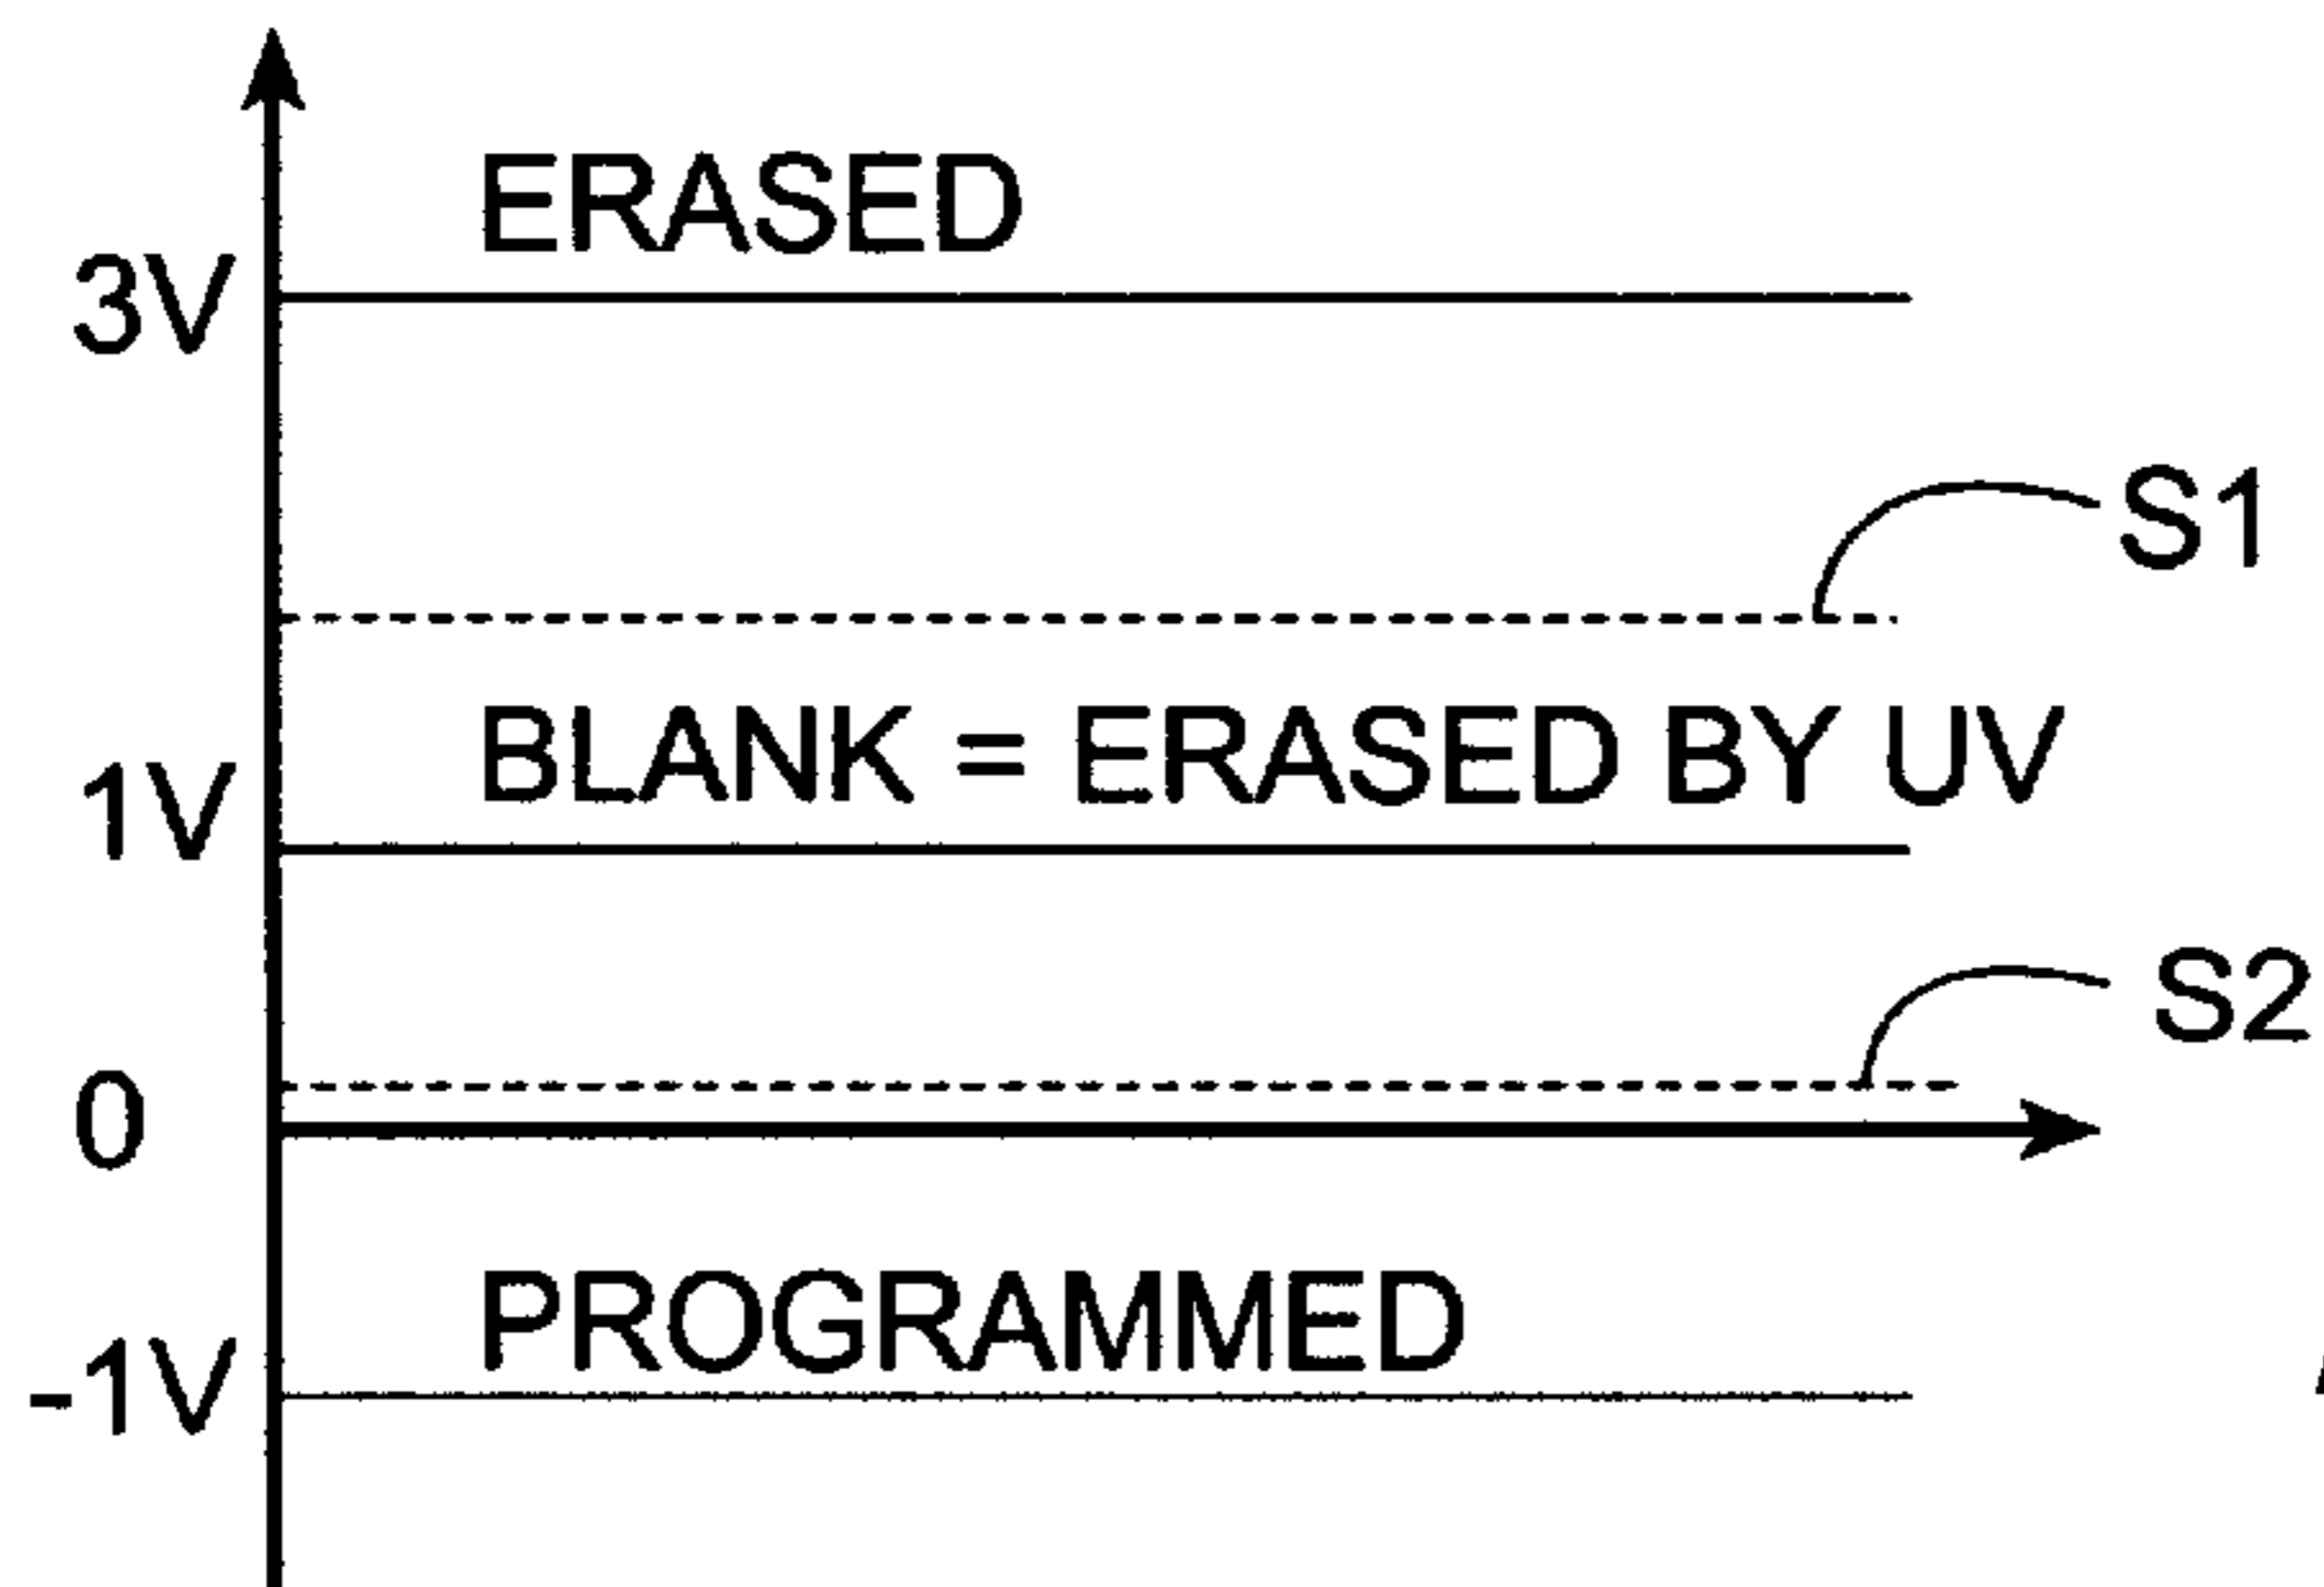 ERASED
3V
S1
BLANK = ERASED BY UV
1V
S2
0
PROGRAMMED
-1V